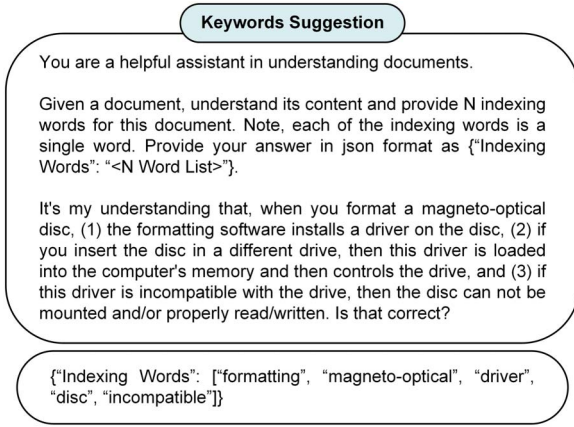 Keywords Suggestion
You are a helpful assistant in understanding documents.
Given a document, understand its content and provide N indexing
words for this document. Note, each of the indexing words is a
single word. Provide your answer in json format as {“Indexing
Words”: “<N Word List>”}.
It's my understanding that, when you format a magneto-optical
disc, (1) the formatting software installs a driver on the disc, (2) if
you insert the disc in a different drive, then this driver is loaded
into the computer's memory and then controls the drive, and (3) if
this driver is incompatible with the drive, then the disc can not be
mounted and/or properly read/written. Is that correct?
{“Indexing Words”: [“formatting”, “magneto-optical”, “driver”,
“disc”, “incompatible”]}